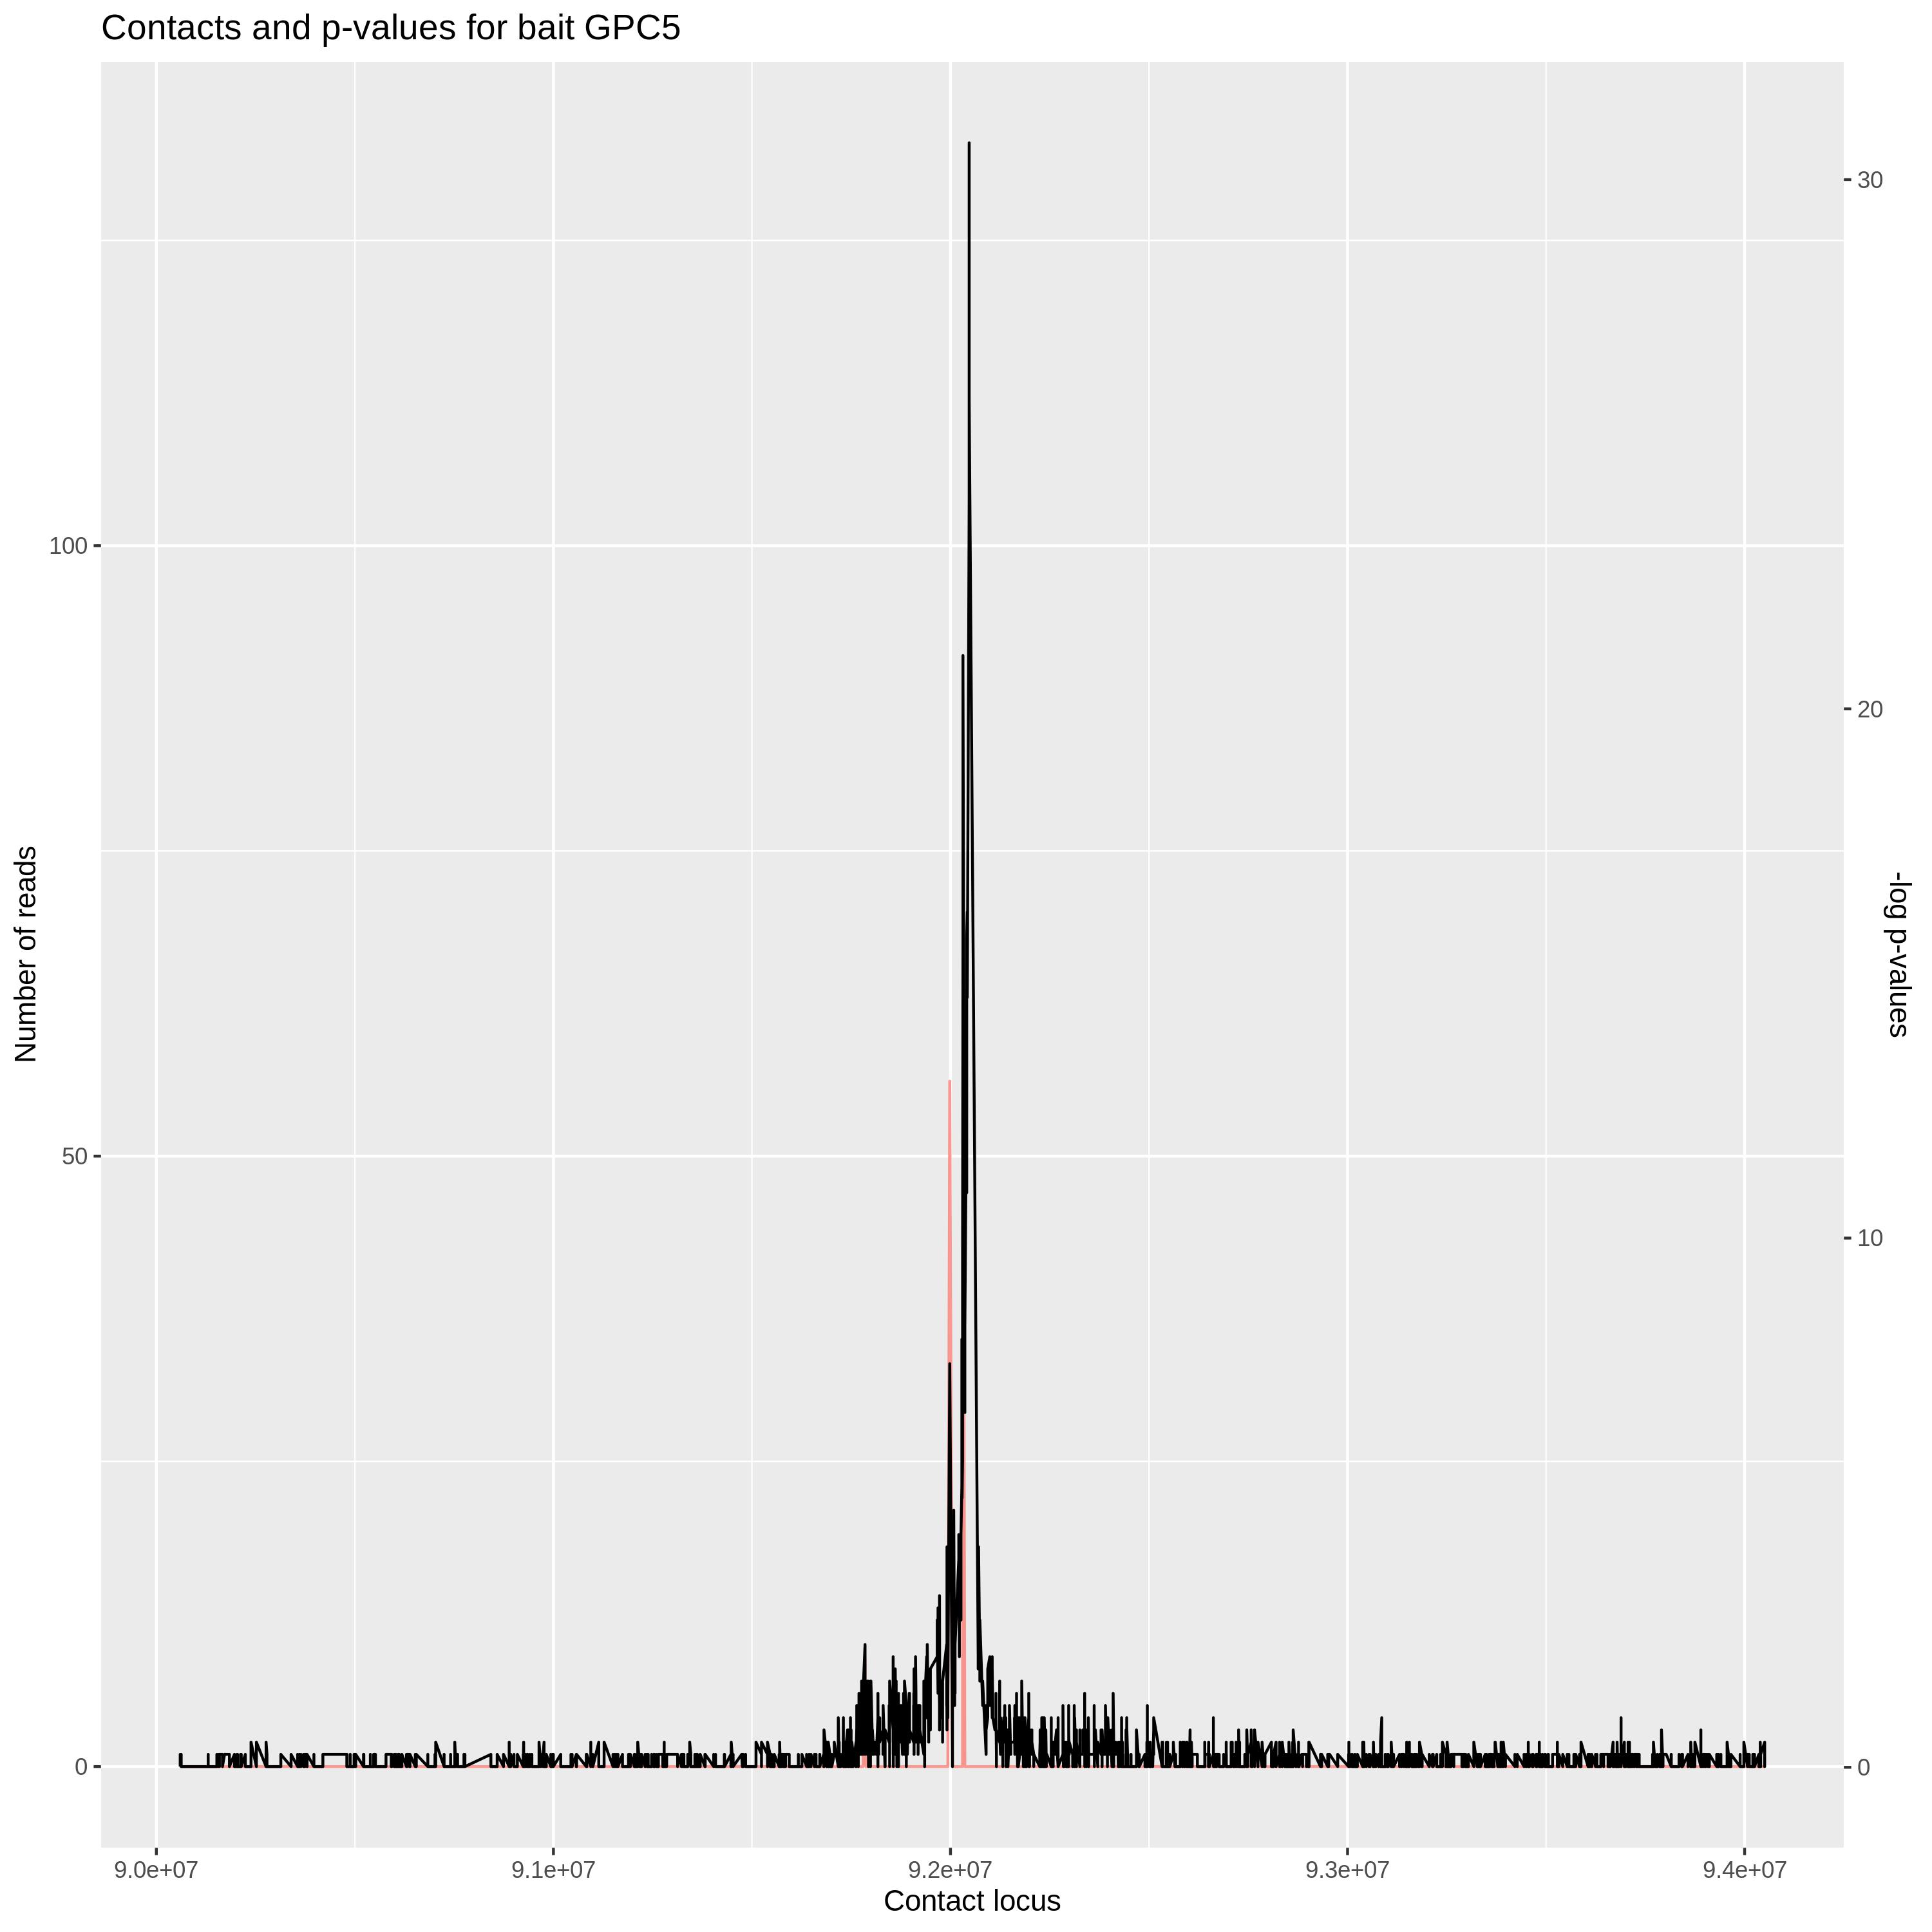 Contacts and p-values for bait GPC5
Number of reads
100
50
0
30
20
10
0
-log p-values
9.0e+07 9.1e+07 9.2e+07 9.3e+07 9.4e+07
Contact locus